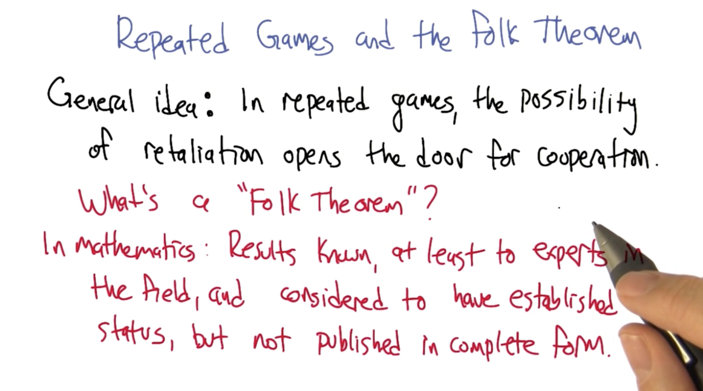 Repeated Games and the Folk Theorem
General idea: In repeated games, the possibility
of retaliation opens the door for cooperation.
What's a "Folk Theorem"?
In mathematics: Results known, at least to experts in
the field, and considered to have established
status, but not published in complete form.